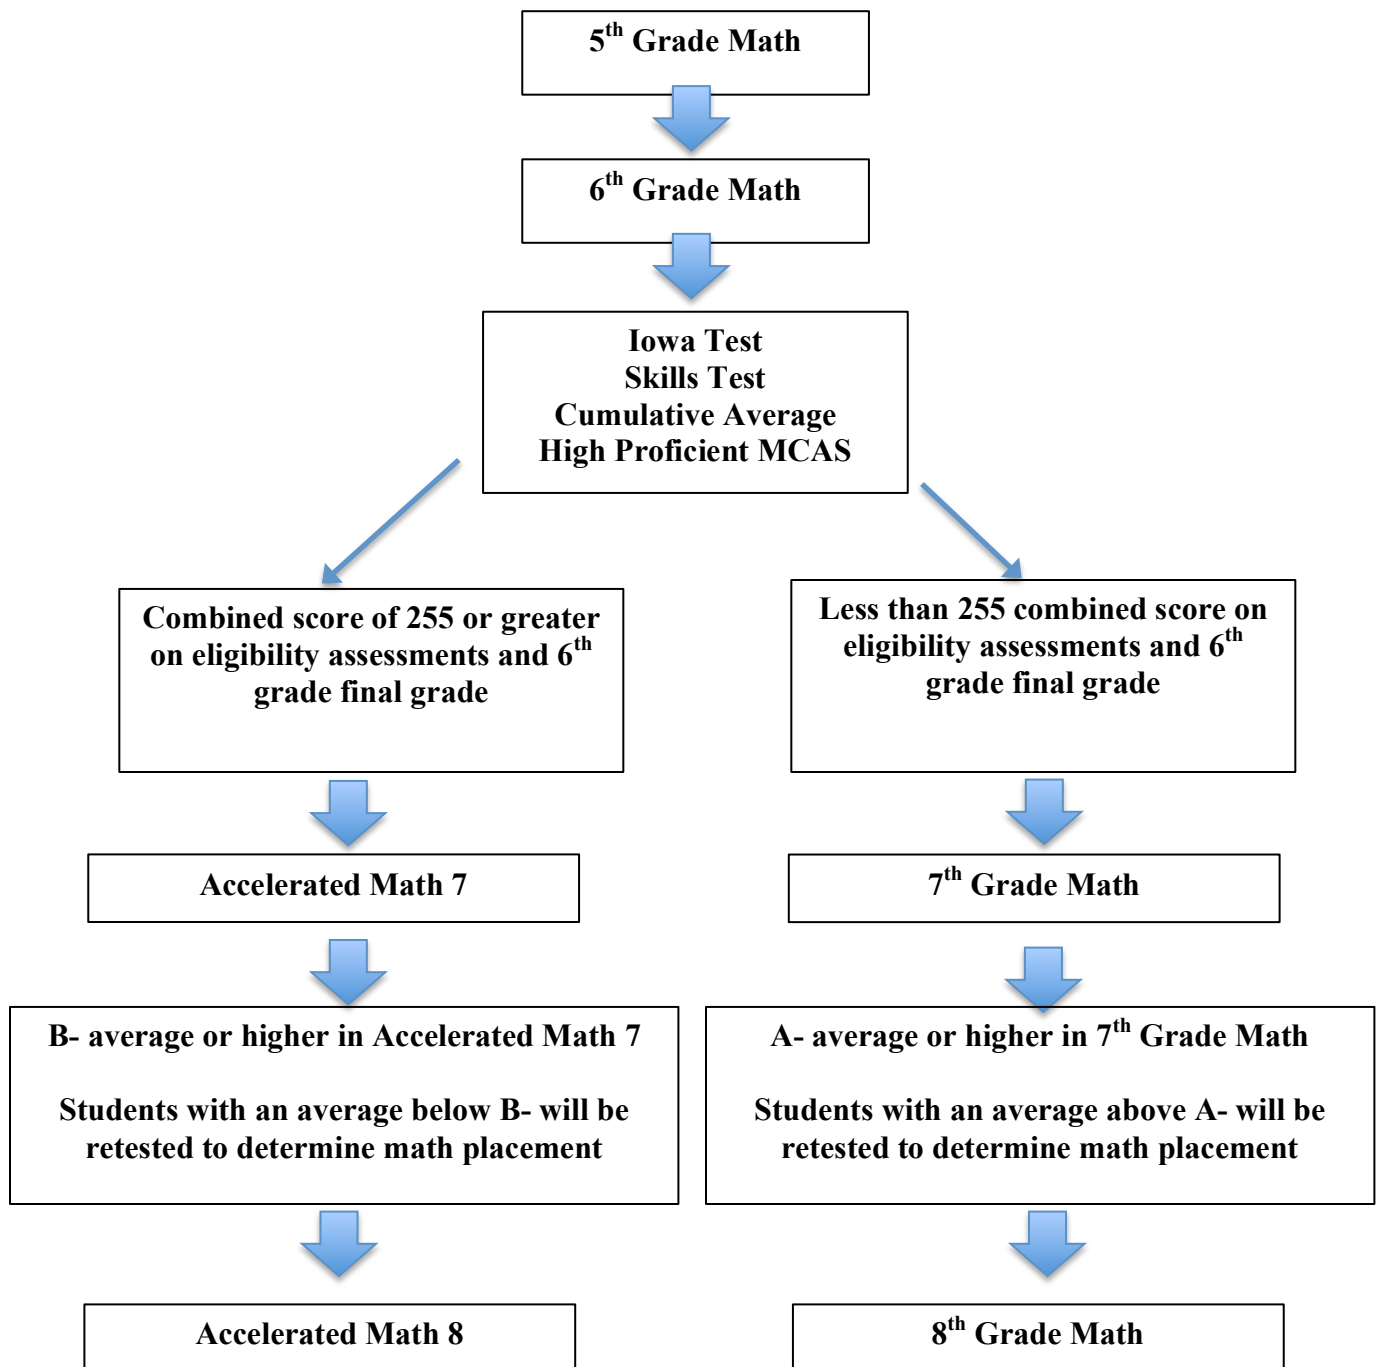 5th Grade Math
6th Grade Math
Iowa Test
Skills Test
Cumulative Average
High Proficient MCAS
Combined score of 255 or greater
on eligibility assessments and 6th
grade final grade
Less than 255 combined score on
eligibility assessments and 6th
grade final grade
Accelerated Math 7
7th Grade Math
B- average or higher in Accelerated Math 7
Students with an average below B- will be
retested to determine math placement
A- average or higher in 7th Grade Math
Students with an average above A- will be
retested to determine math placement
Accelerated Math 8
8th Grade Math